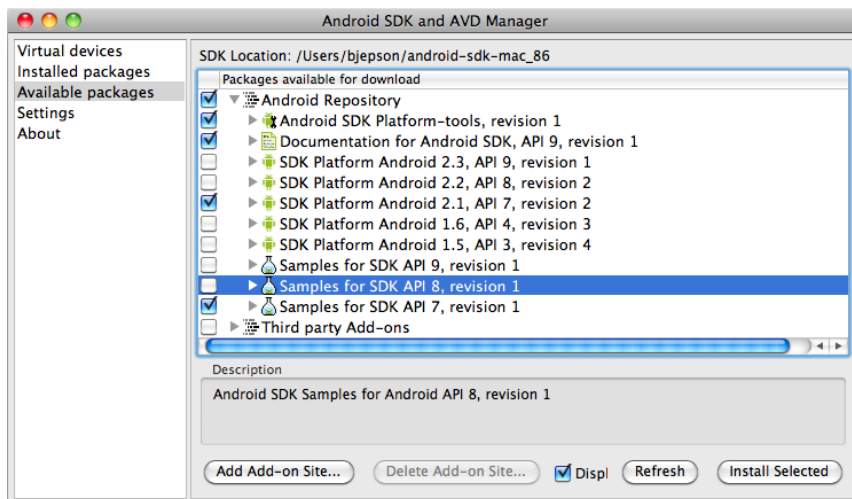 Android SDK and AVD Manager
Virtual devices
Installed packages
Available packages
Settings
About
SDK Location: /Users/bjepson/android-sdk-mac_86
Packages available for download
Android Repository
Android SDK Platform-tools, revision 1
Documentation for Android SDK, API 9, revision 1
SDK Platform Android 2.3, API 9, revision 1
SDK Platform Android 2.2, API 8, revision 2
SDK Platform Android 2.1, API 7, revision 2
SDK Platform Android 1.6, API 4, revision 3
SDK Platform Android 1.5, API 3, revision 4
Samples for SDK API 9, revision 1
Samples for SDK API 8, revision 1
Samples for SDK API 7, revision 1
Third party Add-ons
Description
Android SDK Samples for Android API 8, revision 1
Add Add-on Site... Delete Add-on Site... Displ Refresh Install Selected